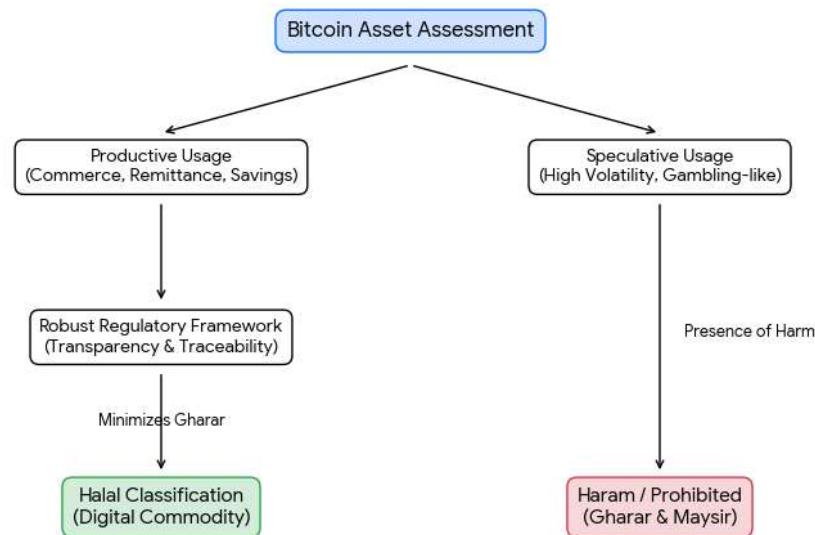 Bitcoin Asset Assessment
Productive Usage
(Commerce, Remittance, Savings)
Speculative Usage
(High Volatility, Gambling-like)
Robust Regulatory Framework
(Transparency & Traceability)
Presence of Harm
Minimizes Gharar
Halal Classification
(Digital Commodity)
Haram / Prohibited
(Gharar & Maysir)